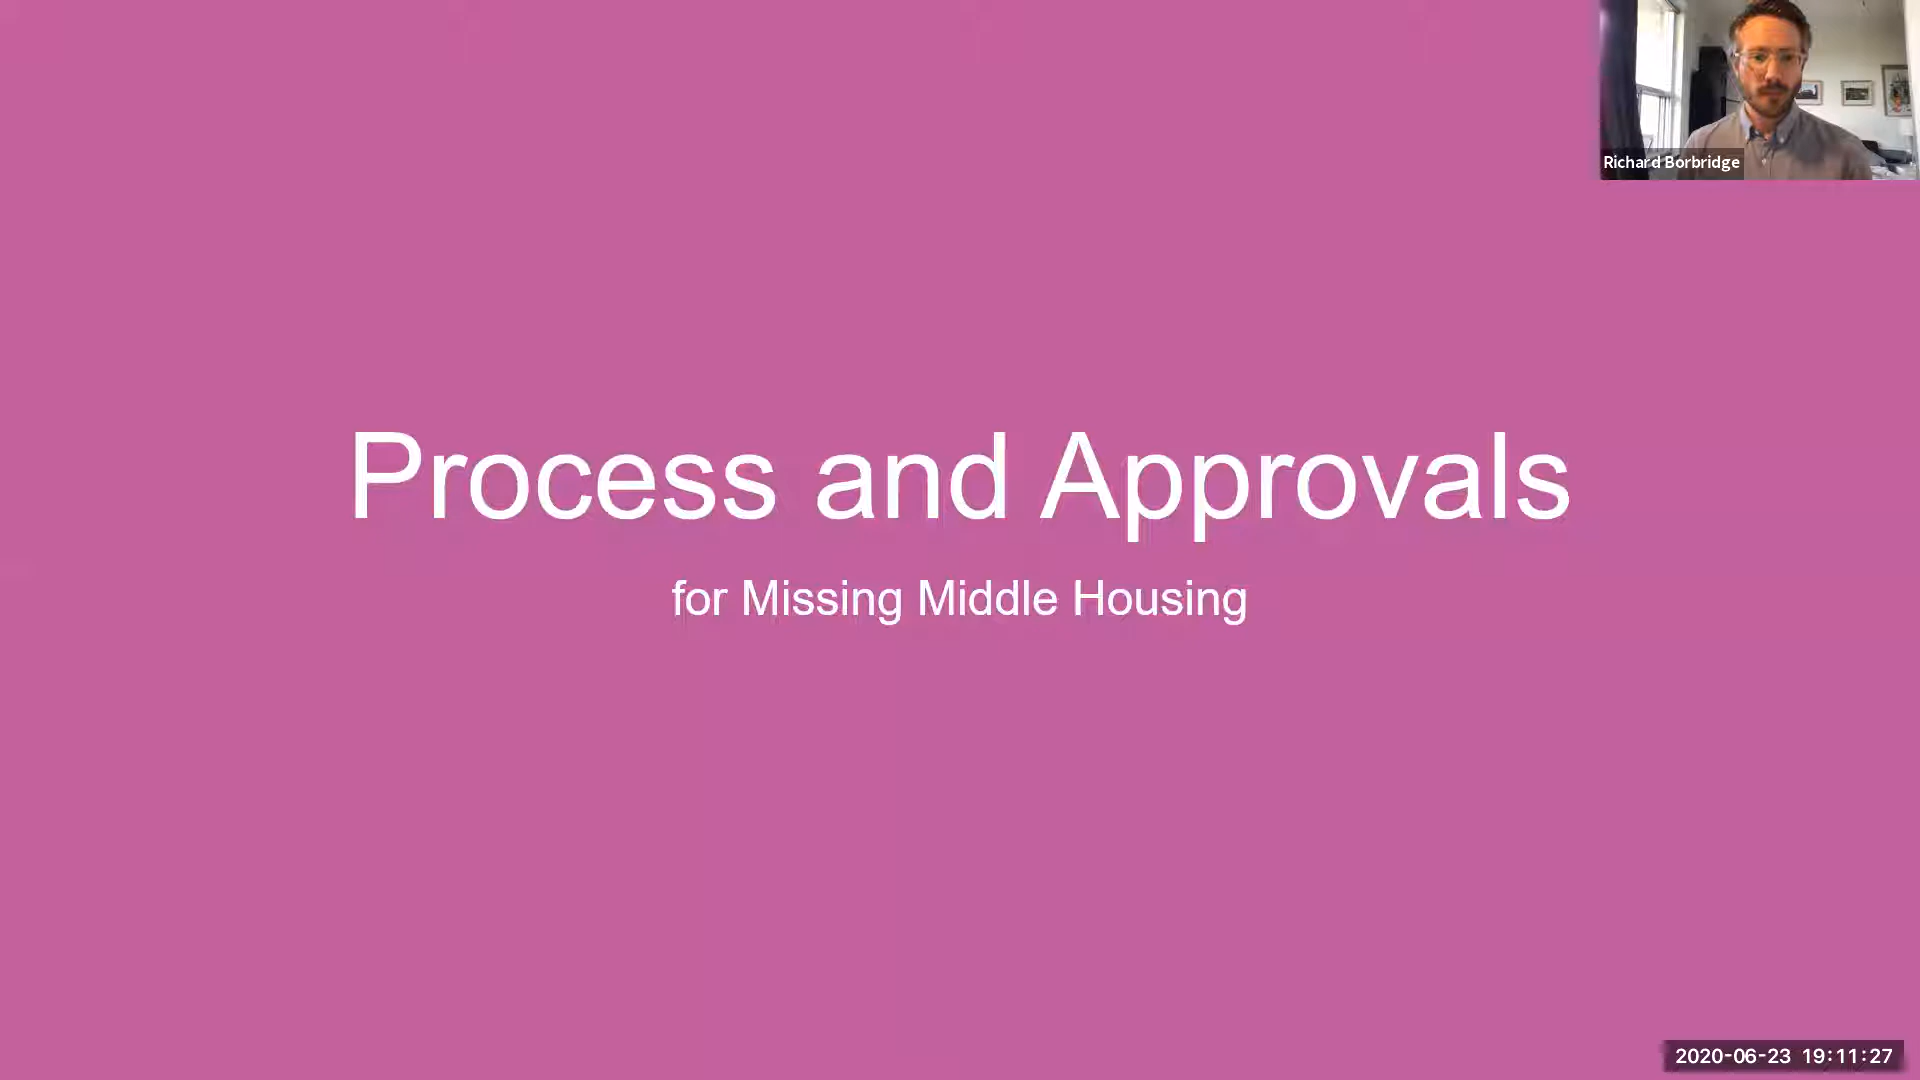 Richard Borbridge
Process and Approvals
for Missing Middle Housing
2020-06-23 19:11:27